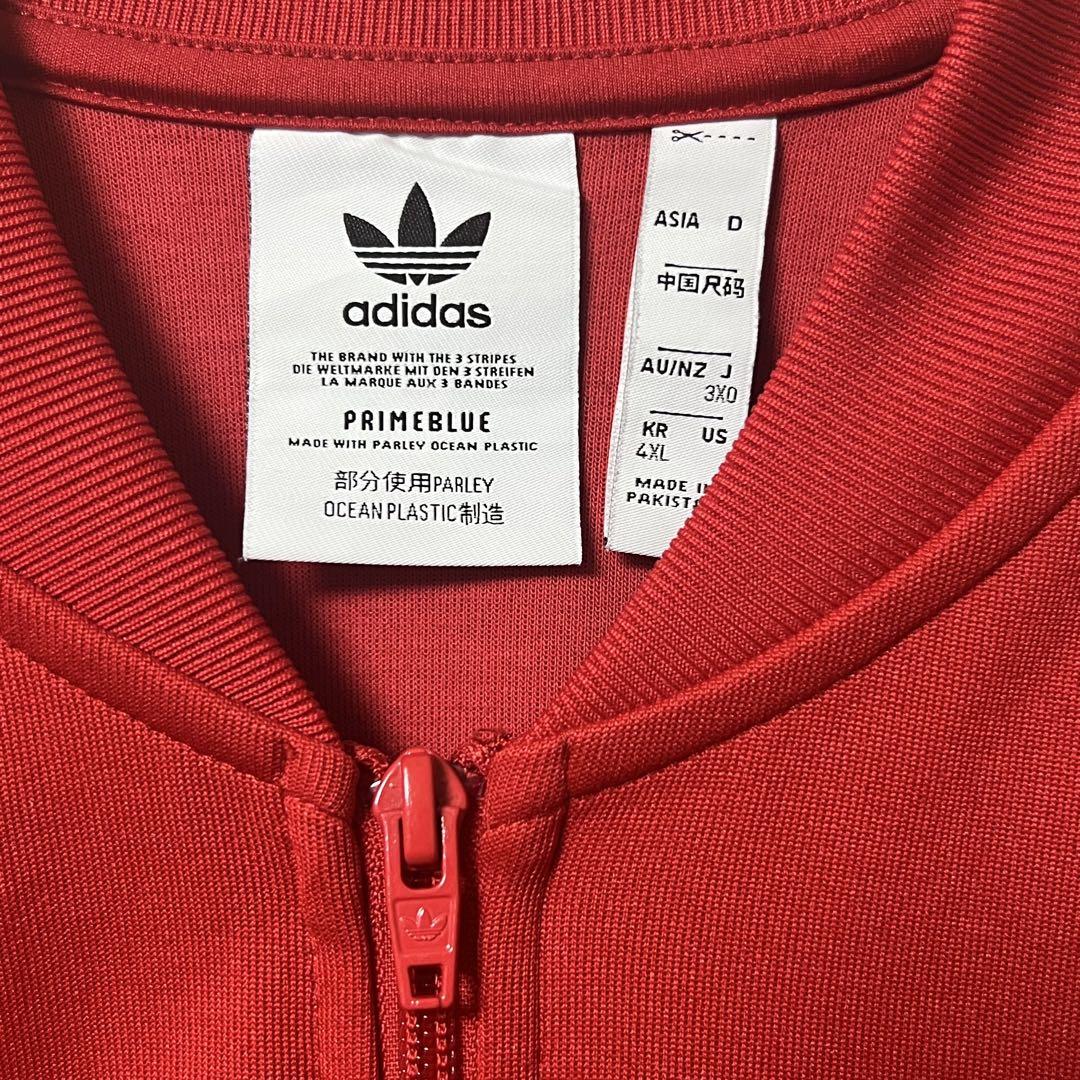 adidas
THE BRAND WITH THE 3 STRIPES
DIE WELTMARKE MIT DEN 3 STREIFEN
LA MARQUE AUX 3 BANDES
PRIMEBLUE
MADE WITH PARLEY OCEAN PLASTIC
部分使用PARLEY
OCEAN PLASTIC制造
ASIA D
中国尺码
AU/NZ J
3XO
KR US
4XL
MADE IN